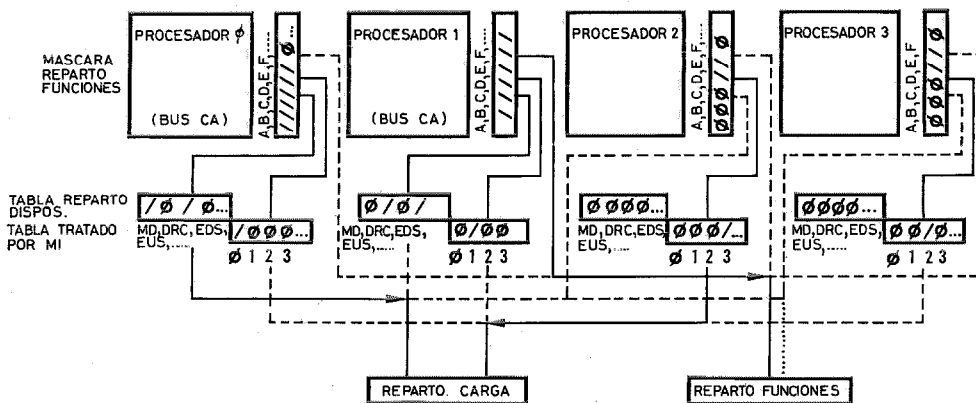 PROCESADOR Ø
PROCESADOR 1
PROCESADOR 2
PROCESADOR 3
MASCARA
REPARTO
FUNCIONES
A,B,C,D,E,F,....
A,B,C,D,E,F,....
A,B,C,D,E,F,....
A,B,C,D,E,F,....
//////Ø...
///////
ØØØ///Ø
ØØØ///Ø
(BUS CA)
(BUS CA)
TABLA REPARTO
DISPOS.
/Ø/Ø...
Ø/Ø/
ØØØØ...
ØØØØ...
TABLA TRATADO
POR MI
MD,DRC,EDS,
EUS,.....
/ØØØ...
MD,DRC,EDS,
EUS,.....
Ø/ØØ
MD,DRC,EDS,
EUS,.....
ØØØ/...
MD,DRC,EDS,
EUS,.....
ØØ/Ø...
Ø 1 2 3
Ø 1 2 3
Ø 1 2 3
Ø 1 2 3
REPARTO. CARGA
REPARTO FUNCIONES